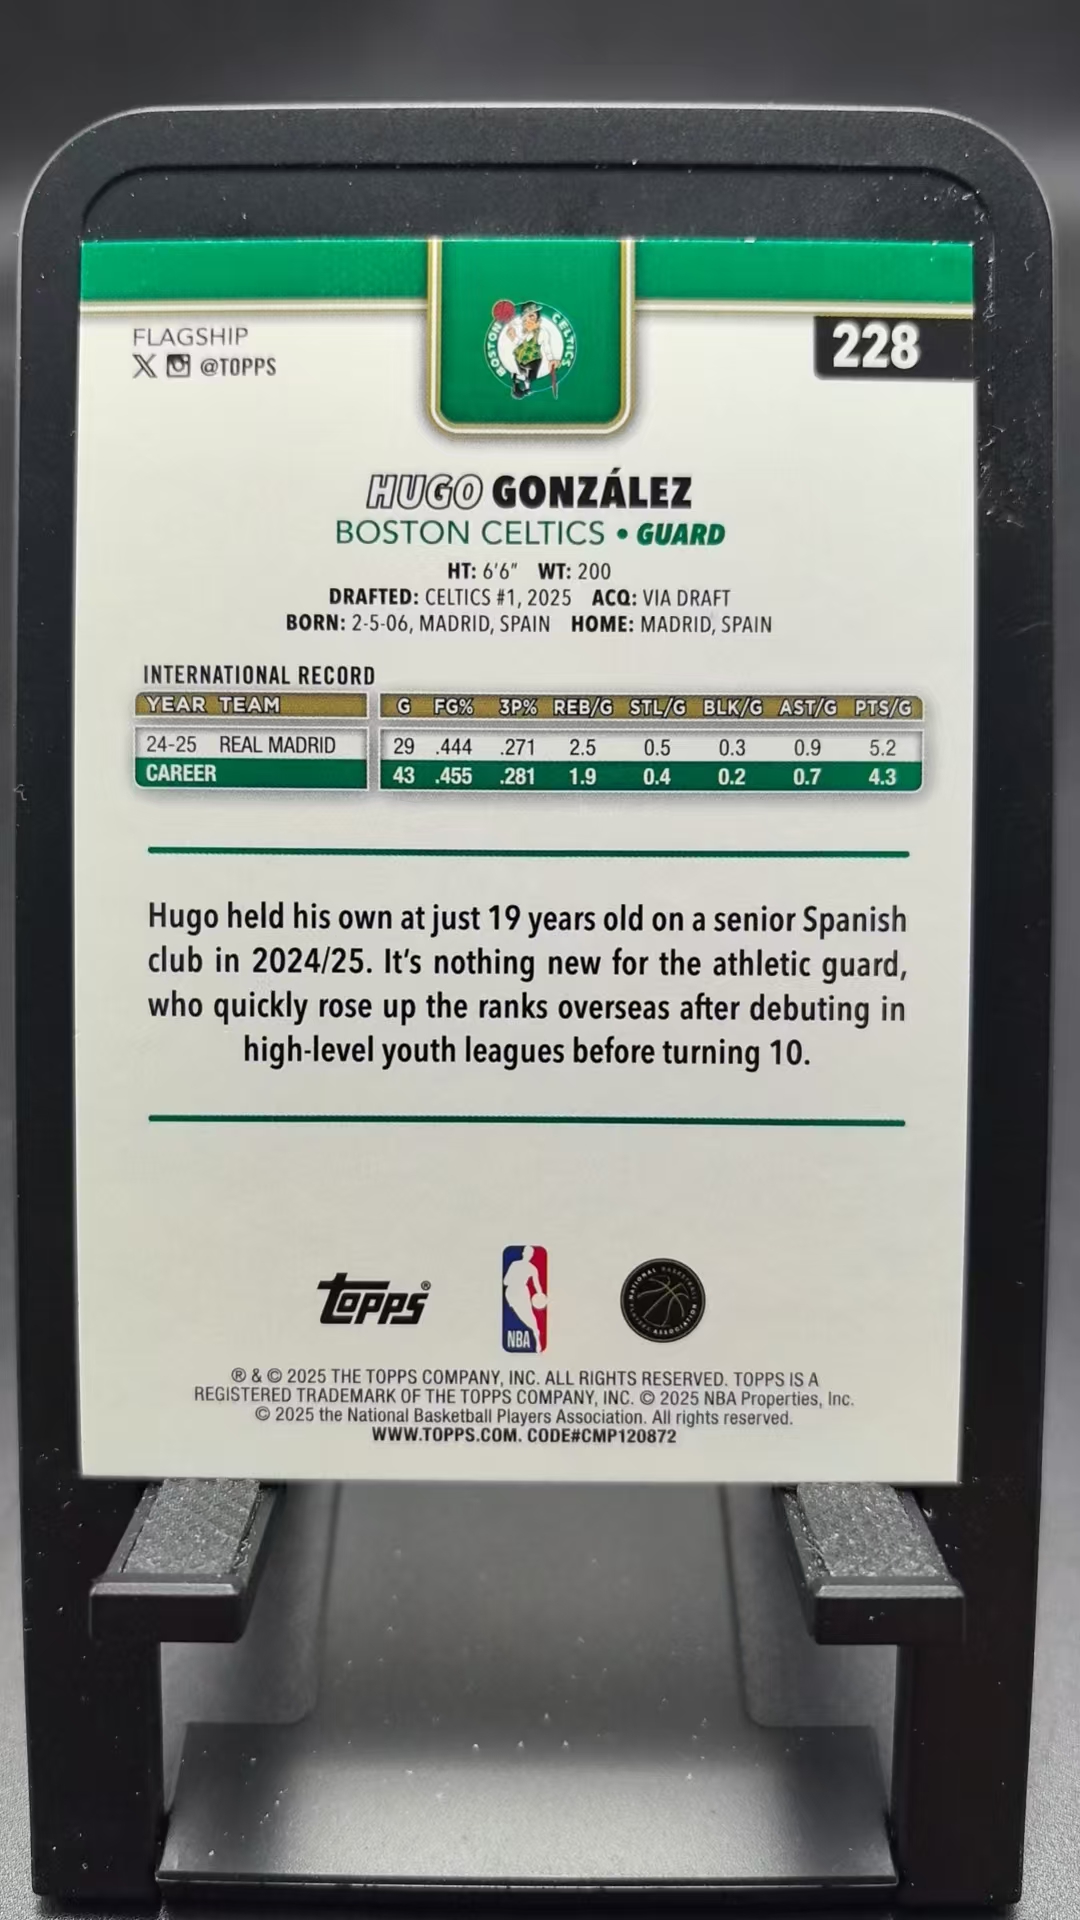 BOSTON CELTICS
FLAGSHIP
@TOPPS
228
HUGO GONZÁLEZ
BOSTON CELTICS • GUARD
HT: 6'6" WT: 200
DRAFTED: CELTICS #1, 2025 ACQ: VIA DRAFT
BORN: 2-5-06, MADRID, SPAIN HOME: MADRID, SPAIN
INTERNATIONAL RECORD
YEAR TEAM G FG% 3P% REB/G STL/G BLK/G AST/G PTS/G
24-25 REAL MADRID 29 .444 .271 2.5 0.5 0.3 0.9 5.2
CAREER 43 .455 .281 1.9 0.4 0.2 0.7 4.3
Hugo held his own at just 19 years old on a senior Spanish
club in 2024/25. It's nothing new for the athletic guard,
who quickly rose up the ranks overseas after debuting in
high-level youth leagues before turning 10.
topps®
NBA
NATIONAL BASKETBALL PLAYERS ASSOCIATION
® & © 2025 THE TOPPS COMPANY, INC. ALL RIGHTS RESERVED. TOPPS IS A
REGISTERED TRADEMARK OF THE TOPPS COMPANY, INC. © 2025 NBA Properties, Inc.
© 2025 the National Basketball Players Association. All rights reserved.
WWW.TOPPS.COM. CODE#CMP120872